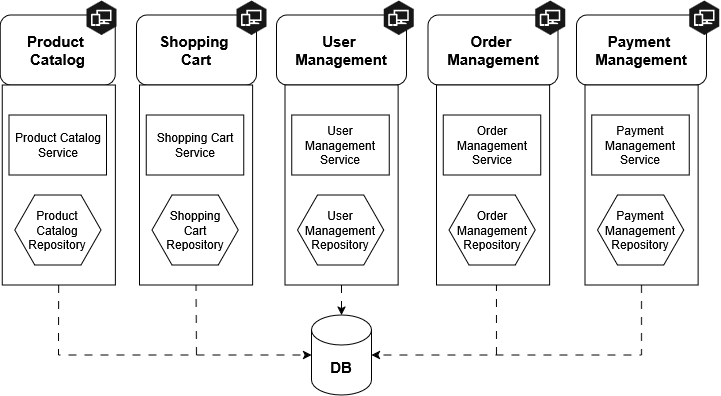 Product
Catalog
Shopping
Cart
User
Management
Order
Management
Payment
Management
Product Catalog
Service
Shopping Cart
Service
User
Management
Service
Order
Management
Service
Payment
Management
Service
Product
Catalog
Repository
Shopping
Cart
Repository
User
Management
Repository
Order
Management
Repository
Payment
Management
Repository
DB